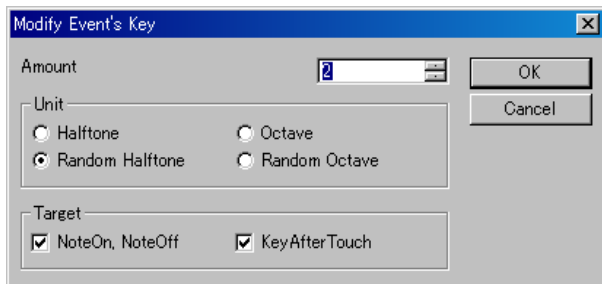 Modify Event's Key
Amount
2
OK
Cancel
Unit
Halftone
Octave
Random Halftone
Random Octave
Target
NoteOn, NoteOff
KeyAfterTouch